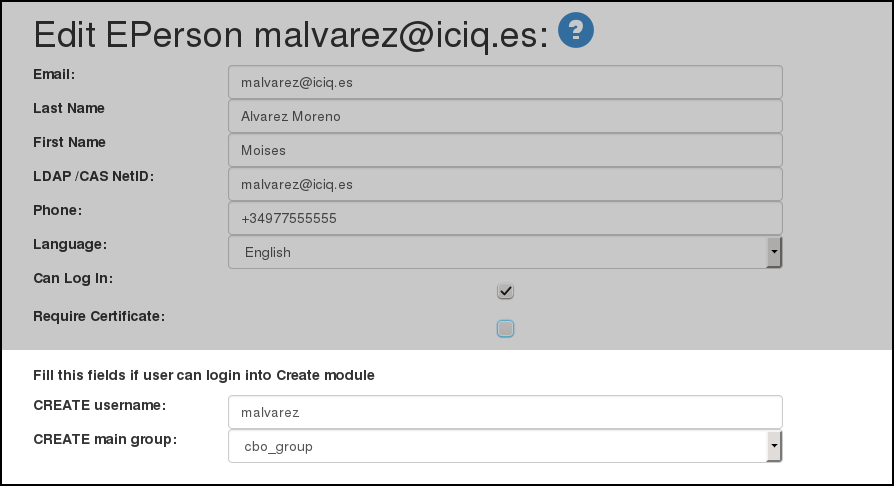 Edit EPerson malvarez@iciq.es: ?
Email: malvarez@iciq.es
Last Name Alvarez Moreno
First Name Moises
LDAP /CAS NetID: malvarez@iciq.es
Phone: +34977555555
Language: English
Can Log In:
Require Certificate:
Fill this fields if user can login into Create module
CREATE username: malvarez
CREATE main group: cbo_group